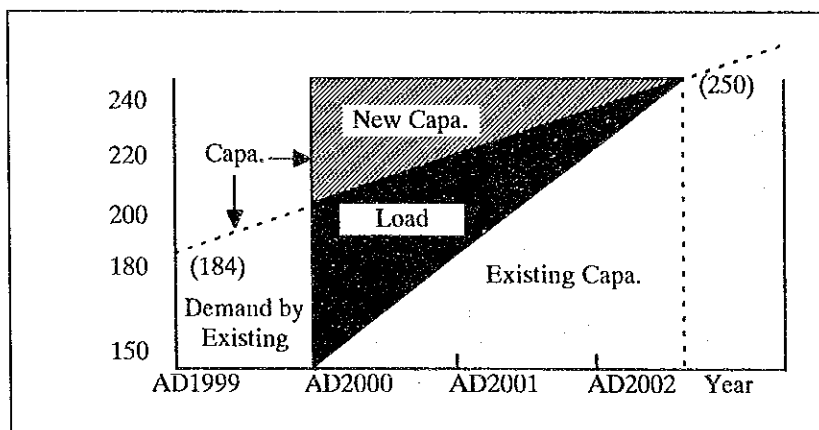 240
(250)
New Capa.
220
Capa.
200
Load
180
(184)
Existing Capa.
Demand by
Existing
150
AD1999
AD2000
AD2001
AD2002
Year